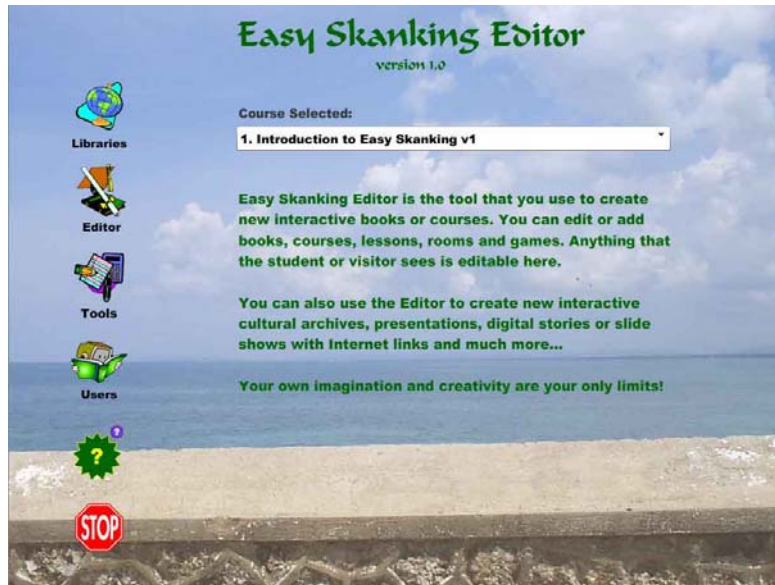 Easy Skanking Editor
version 1.0
Course Selected:
1. Introduction to Easy Skanking v1
Libraries
Editor
Tools
Users
?
?
STOP
Easy Skanking Editor is the tool that you use to create
new interactive books or courses. You can edit or add
books, courses, lessons, rooms and games. Anything that
the student or visitor sees is editable here.
You can also use the Editor to create new interactive
cultural archives, presentations, digital stories or slide
shows with Internet links and much more...
Your own imagination and creativity are your only limits!